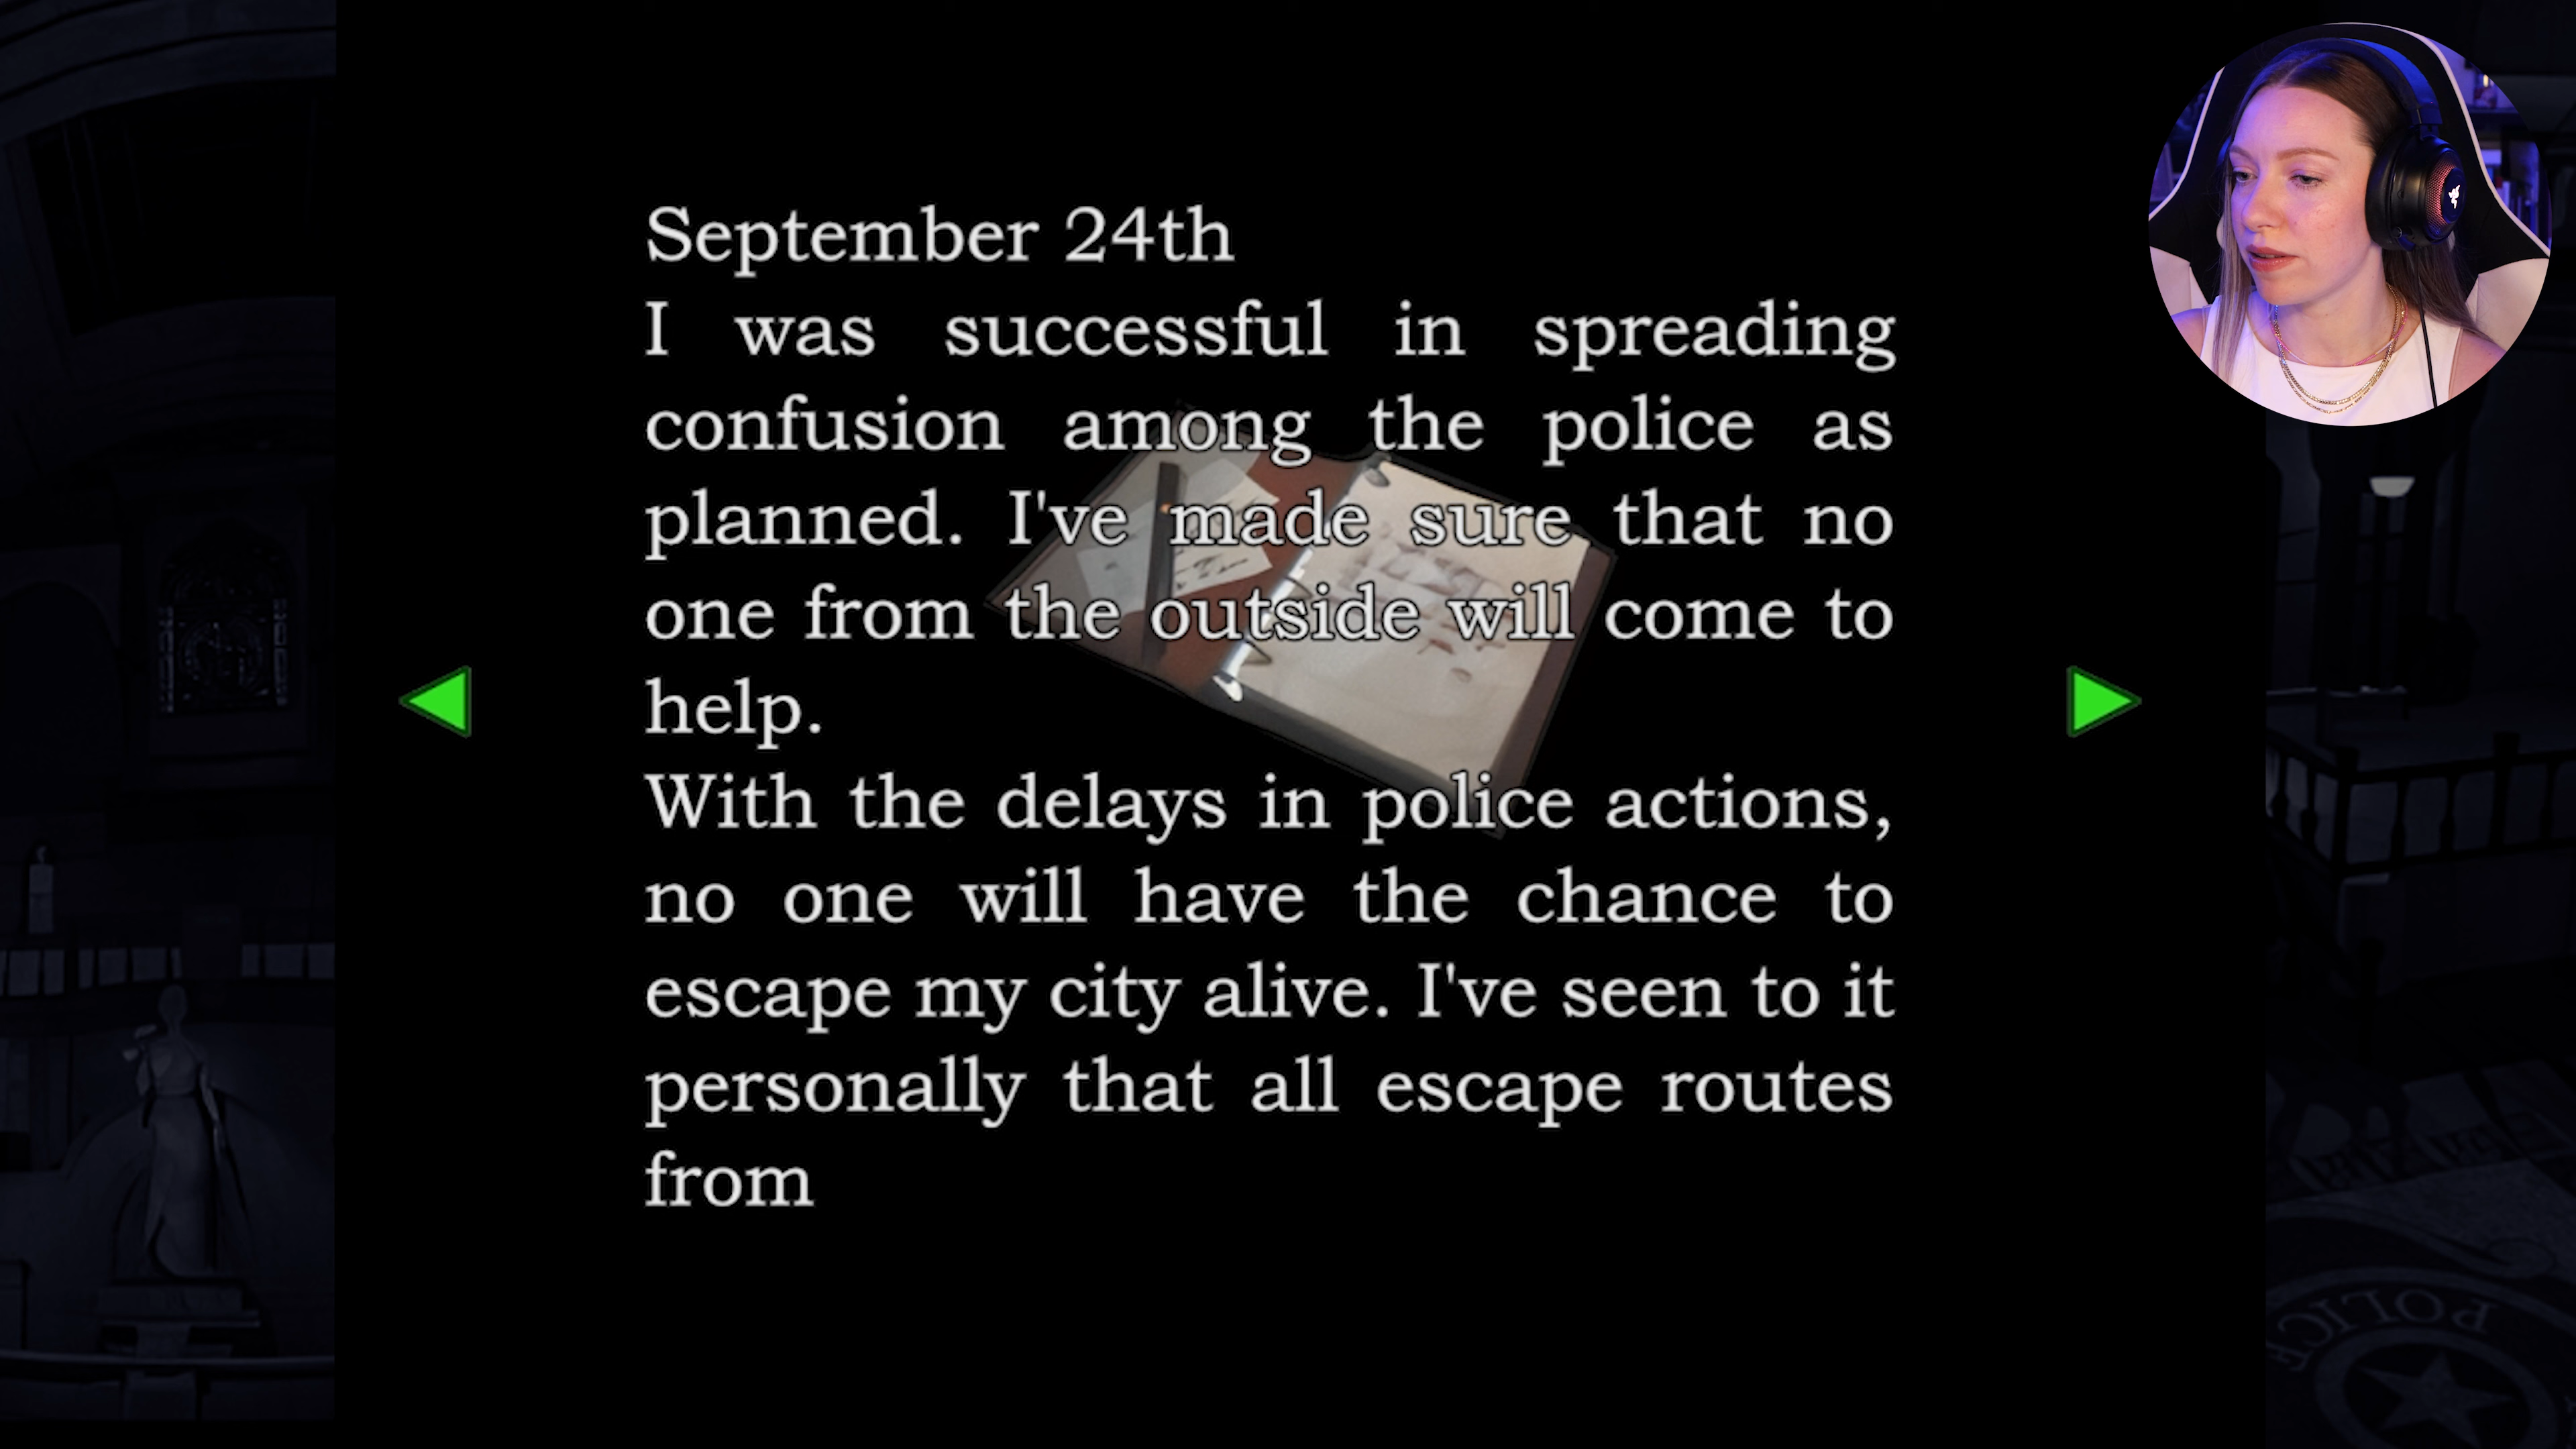 September 24th
I was successful in spreading
confusion among the police as
planned. I've made sure that no
one from the outside will come to
help.
With the delays in police actions,
no one will have the chance to
escape my city alive. I've seen to it
personally that all escape routes
from
POLICE